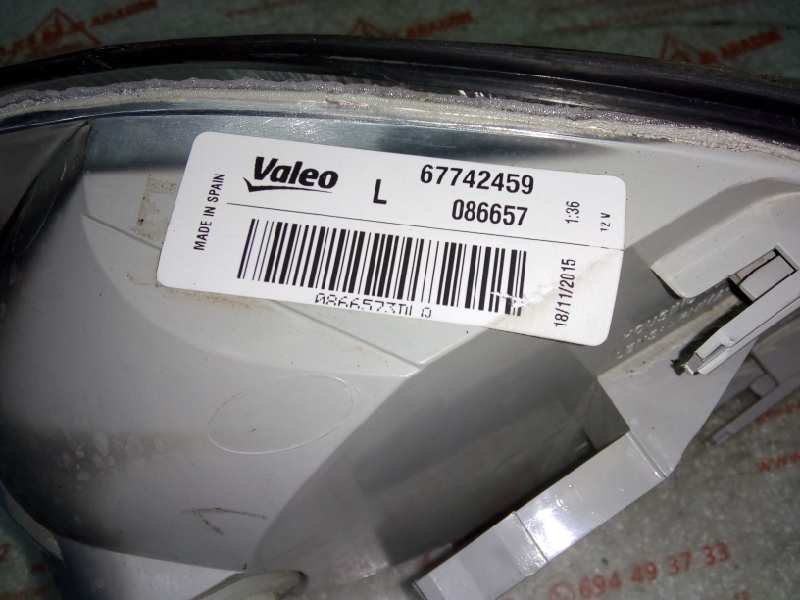 MADE IN SPAIN
Valeo
L
67742459
086657
1:36
12 V
18/11/2015
694 49 37 33